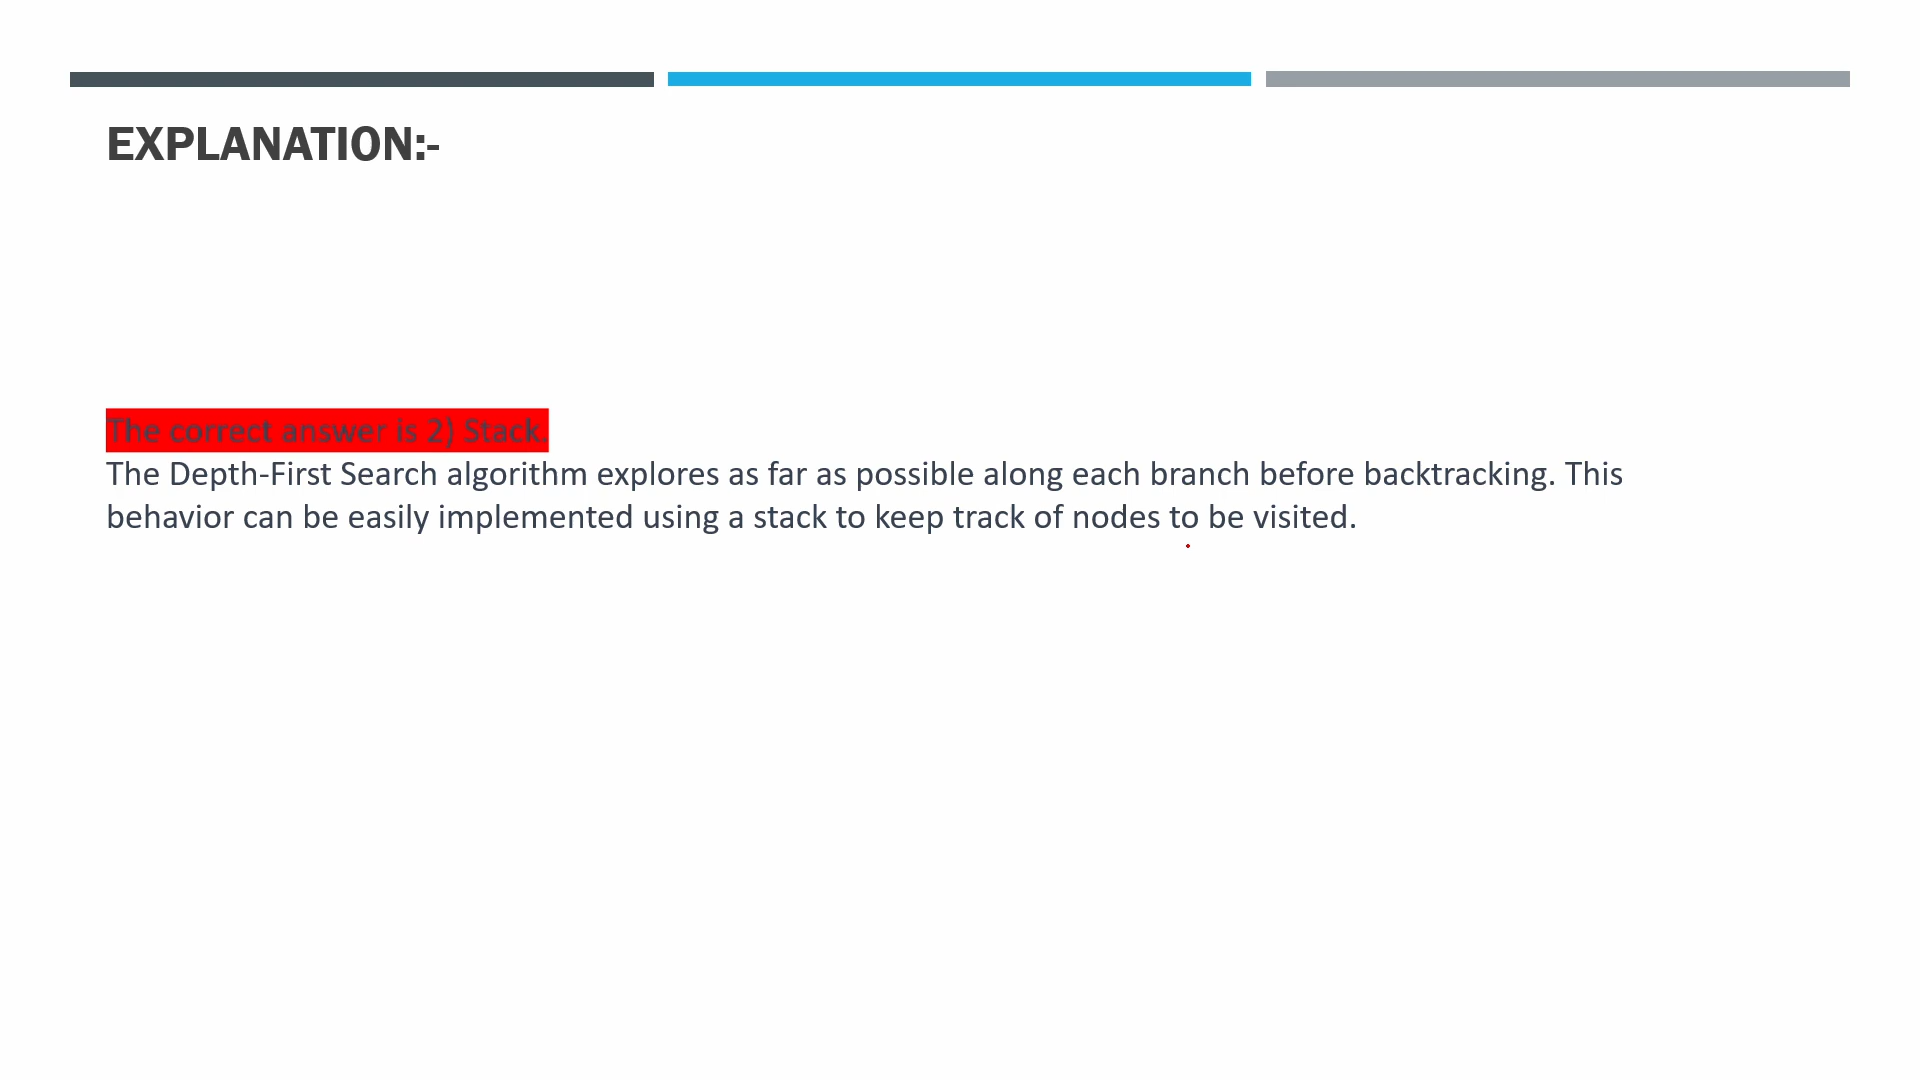 EXPLANATION:-
The correct answer is 2) Stack.
The Depth-First Search algorithm explores as far as possible along each branch before backtracking. This
behavior can be easily implemented using a stack to keep track of nodes to be visited.